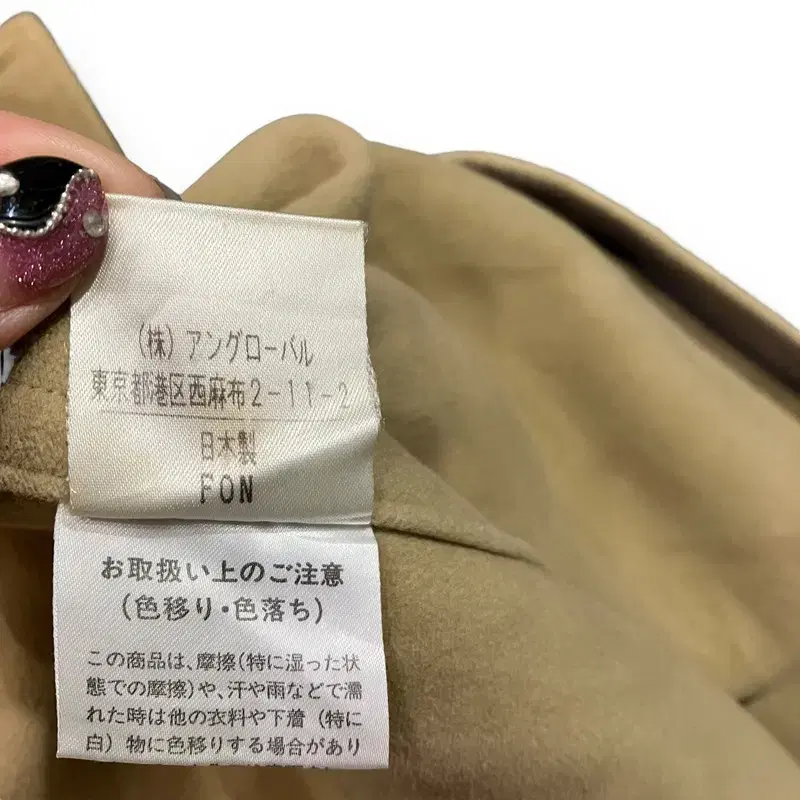 (株)アングローバル
東京都港区西麻布2-11-2
日本製
FON
お取扱い上のご注意
(色移り・色落ち)
この商品は、摩擦(特に湿った状
態での摩擦)や、汗や雨などで濡
れた時は他の衣料や下着(特に
白)物に色移りする場合があり